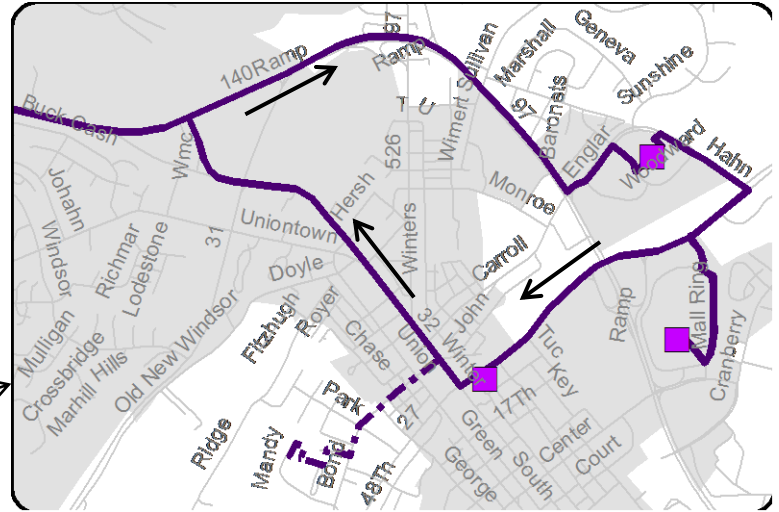 97
Sullivan
Marshall
Geneva
Sunshine
140Ramp
Ramp
T U
97
Baronets
Buck Cash
Wmc
526
Wimert
Englar
Woodward
Hahn
Johahn
Windsor
Richmar
Lodestone
31
Uniontown
Hersh
Winters
Monroe
Doyle
Carroll
Fitzhugh
Royer
Chase
32
John
Union
Winter
Ramp
Mall Ring
Cranberry
Mulligan
Crossbridge
Marhill Hills
Old New Windsor
Tuc Key
Park
27
17Th
Ridge
Mandy
Bond
48Th
Green
George
South
Center
Court